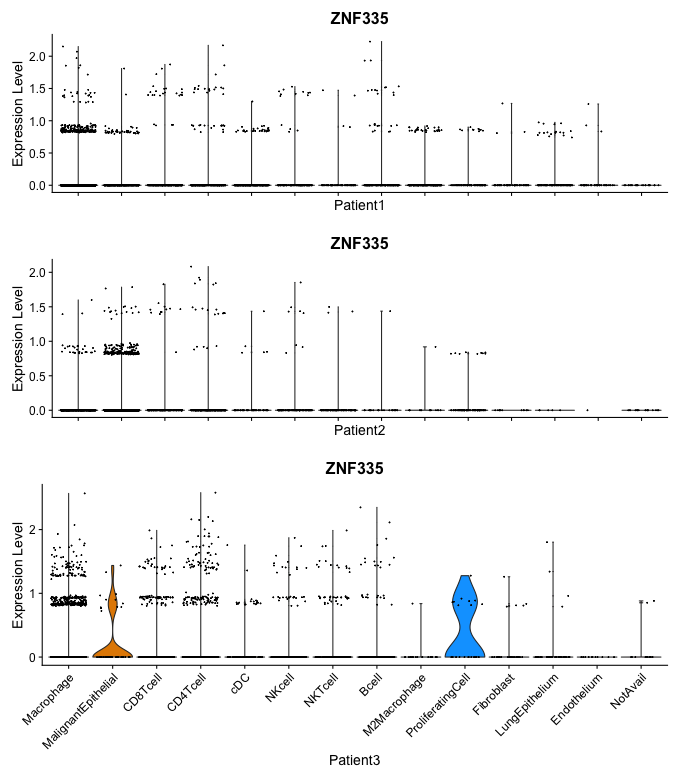 ZNF335
Expression Level
2.0
1.5
1.0
0.5
0.0
Patient1
ZNF335
Expression Level
2.0
1.5
1.0
0.5
0.0
Patient2
ZNF335
Expression Level
2
1
0
Macrophage
MalignantEpithelial
CD8Tcell
CD4Tcell
cDC
NKcell
NKTcell
Bcell
M2Macrophage
ProliferatingCell
Fibroblast
LungEpithelium
Endothelium
NotAvail
Patient3